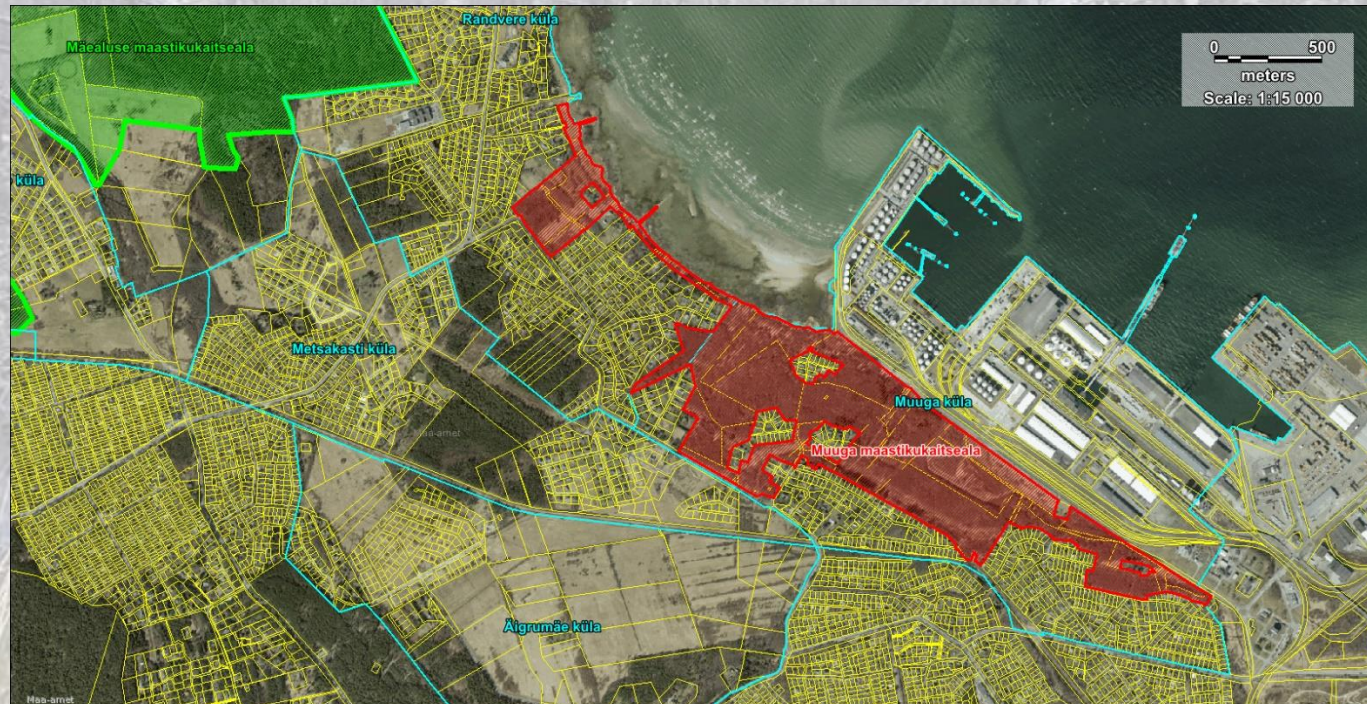 Randvere küla
Mäealuse maastikukaitseala
0 500
meters
Scale: 1:15 000
küla
Metsakasti küla
Muuga küla
Maa-amet
Muuga maastikukaitseala
Äigrumäe küla
Maa-amet